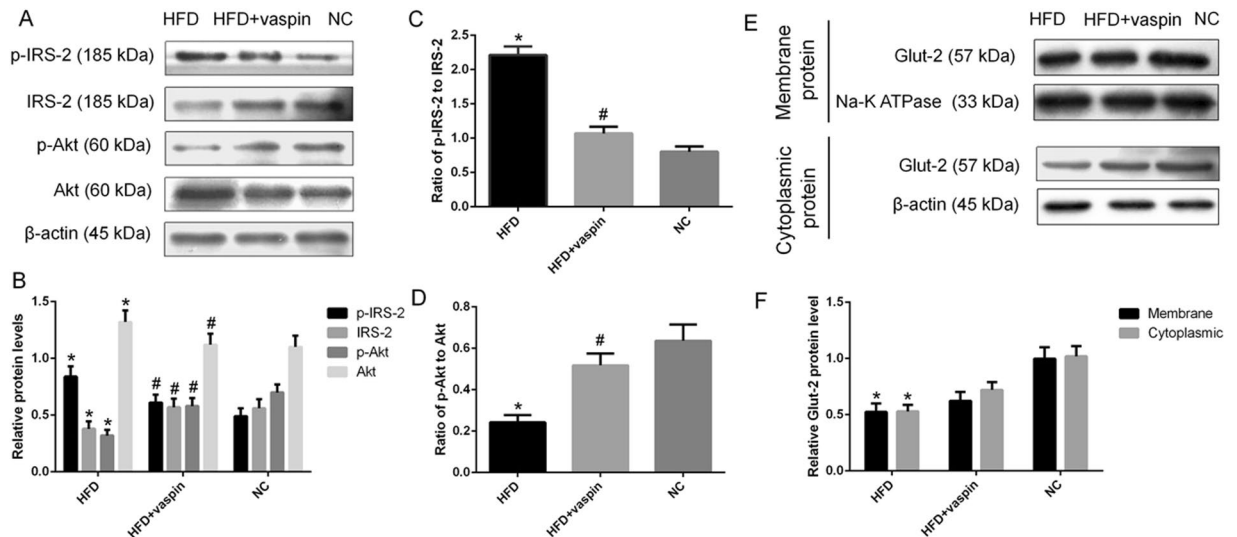 A
HFD HFD+vaspin NC
p-IRS-2 (185 kDa)
IRS-2 (185 kDa)
p-Akt (60 kDa)
Akt (60 kDa)
β-actin (45 kDa)
B
Relative protein levels
1.5
1.0
0.5
0.0
* * * *
# # # #
HFD
HFD+vaspin
NC
p-IRS-2
IRS-2
p-Akt
Akt
C
Ratio of p-IRS-2 to IRS-2
2.5
2.0
1.5
1.0
0.5
0.0
*
#
HFD
HFD+vaspin
NC
D
Ratio of p-Akt to Akt
0.8
0.6
0.4
0.2
0.0
*
#
HFD
HFD+vaspin
NC
E
HFD HFD+vaspin NC
Membrane
protein
Glut-2 (57 kDa)
Na-K ATPase (33 kDa)
Cytoplasmic
protein
Glut-2 (57 kDa)
β-actin (45 kDa)
F
Relative Glut-2 protein level
1.5
1.0
0.5
0.0
* *
HFD
HFD+vaspin
NC
Membrane
Cytoplasmic